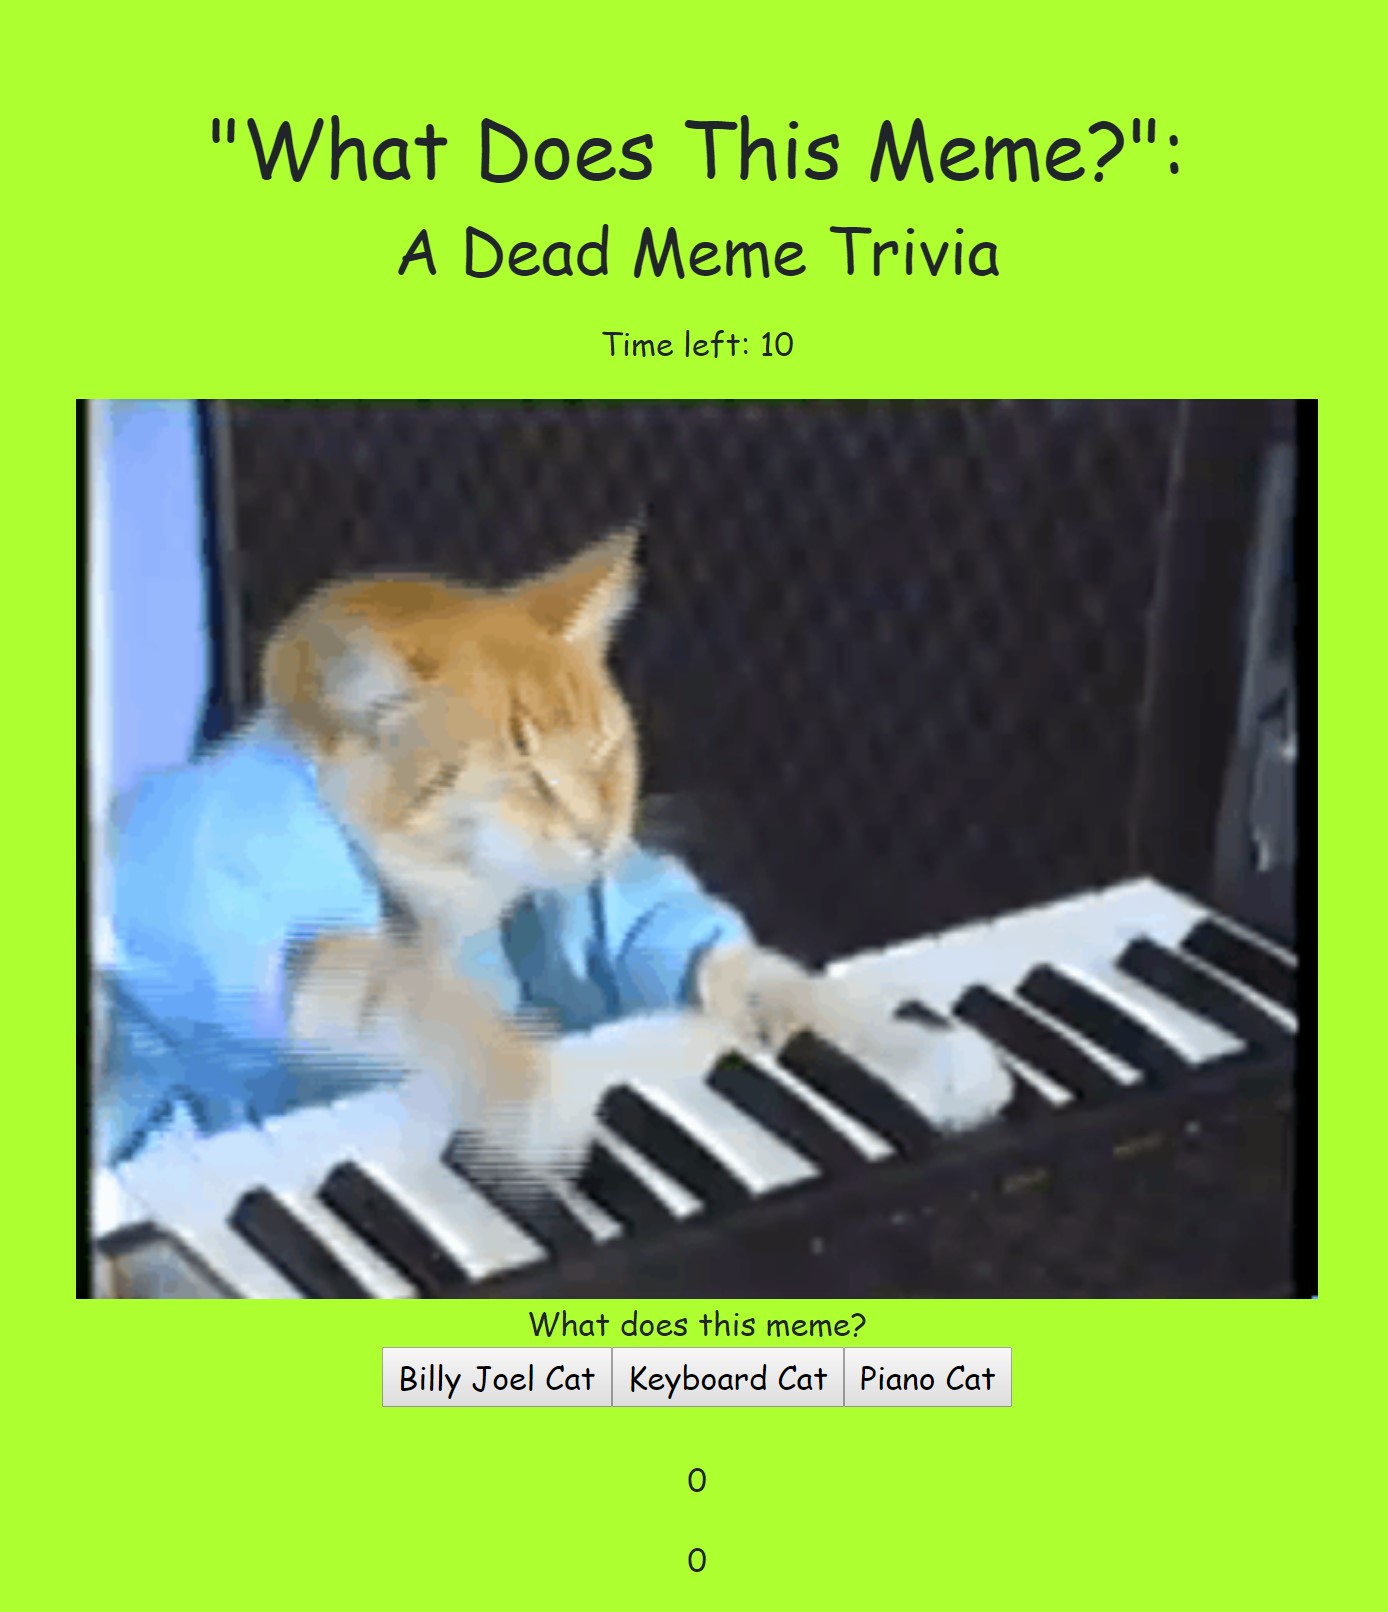 "What Does This Meme?":
A Dead Meme Trivia
Time left: 10
What does this meme?
Billy Joel Cat Keyboard Cat Piano Cat
0
0